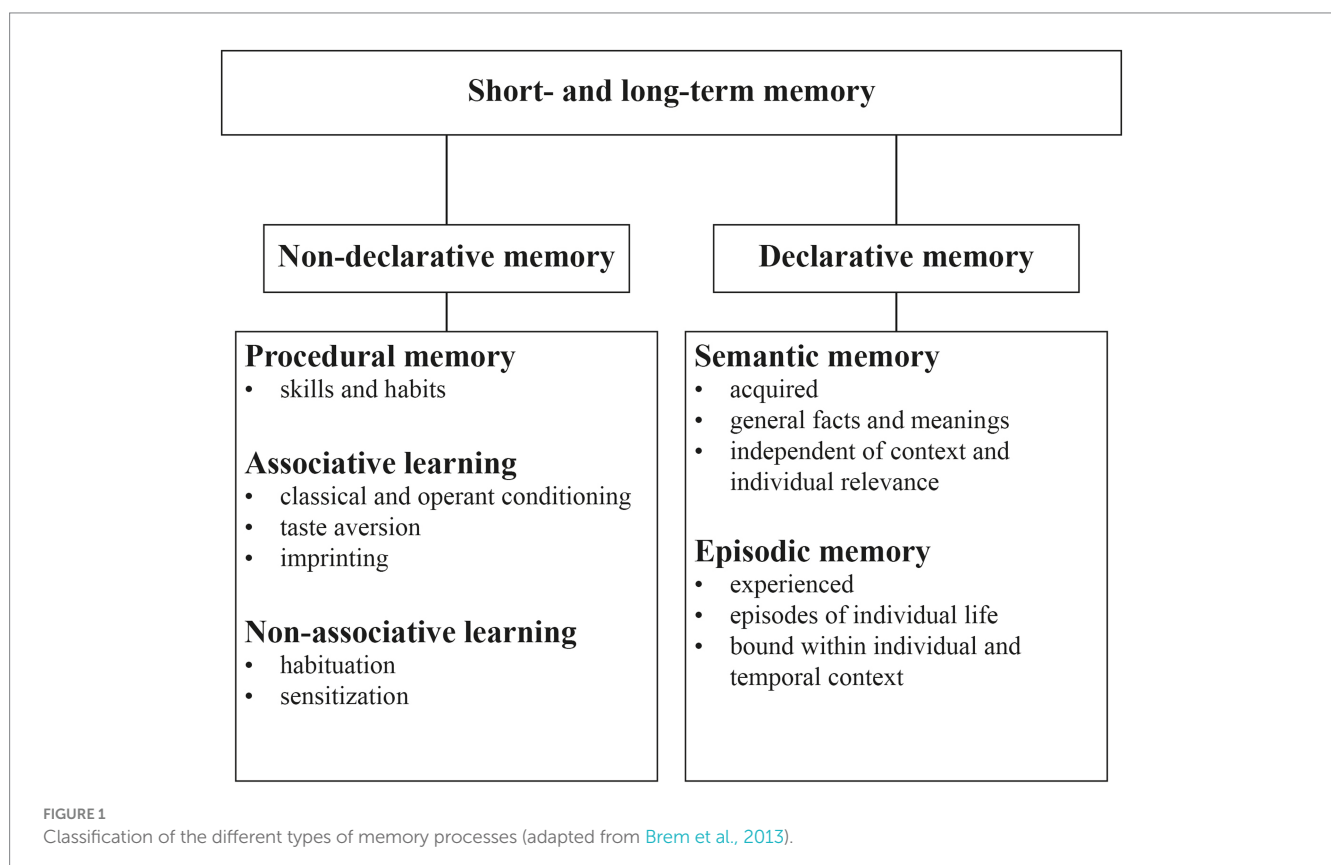 Short- and long-term memory
Non-declarative memory
Declarative memory
Procedural memory
• skills and habits
Associative learning
• classical and operant conditioning
• taste aversion
• imprinting
Non-associative learning
• habituation
• sensitization
Semantic memory
• acquired
• general facts and meanings
• independent of context and
individual relevance
Episodic memory
• experienced
• episodes of individual life
• bound within individual and
temporal context
FIGURE 1
Classification of the different types of memory processes (adapted from Brem et al., 2013).